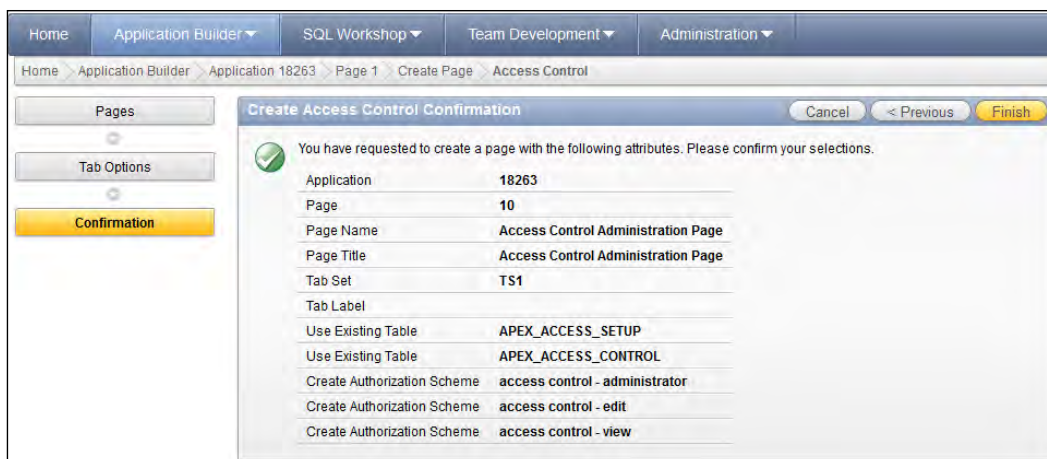 Home Application Builder SQL Workshop Team Development Administration
Home Application Builder Application 18263 Page 1 Create Page Access Control
Pages
Tab Options
Confirmation
Create Access Control Confirmation Cancel < Previous Finish
You have requested to create a page with the following attributes. Please confirm your selections.
Application 18263
Page 10
Page Name Access Control Administration Page
Page Title Access Control Administration Page
Tab Set TS1
Tab Label
Use Existing Table APEX_ACCESS_SETUP
Use Existing Table APEX_ACCESS_CONTROL
Create Authorization Scheme access control - administrator
Create Authorization Scheme access control - edit
Create Authorization Scheme access control - view